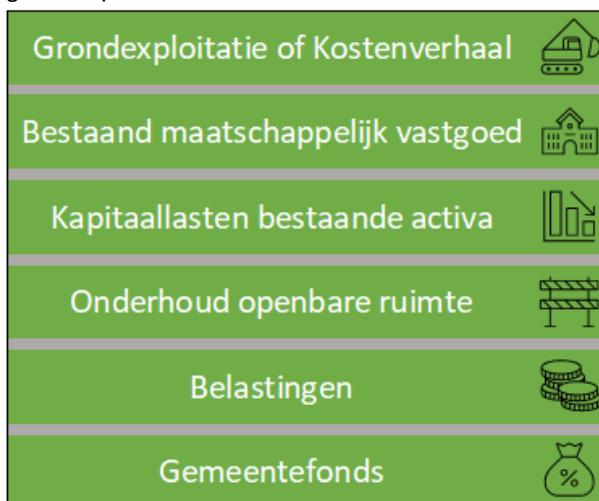 Grondexploitatie of Kostenverhaal
Bestaand maatschappelijk vastgoed
Kapitaallasten bestaande activa
Onderhoud openbare ruimte
Belastingen
Gemeentefonds
%